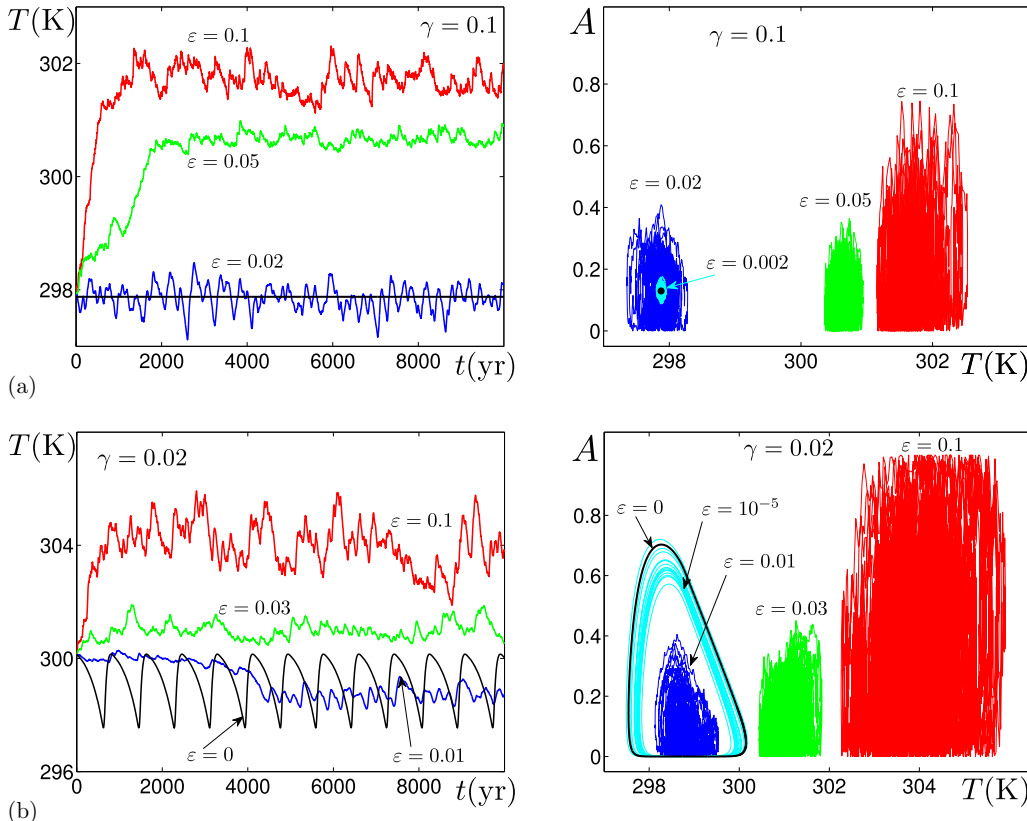 T(K)
γ = 0.1
ε = 0.1
302
300
ε = 0.05
ε = 0.02
298
0 2000 4000 6000 8000
t(yr)
A
γ = 0.1
0.8
0.6
0.4
0.2
0
ε = 0.1
ε = 0.02
ε = 0.05
ε = 0.002
298 300 302
T(K)
(a)
T(K)
γ = 0.02
ε = 0.1
304
ε = 0.03
300
ε = 0
ε = 0.01
296
0 2000 4000 6000 8000
t(yr)
A
γ = 0.02
ε = 0.1
ε = 0
ε = 10⁻⁵
0.8
0.6
0.4
0.2
0
ε = 0.01
ε = 0.03
298 300 302 304
T(K)
(b)